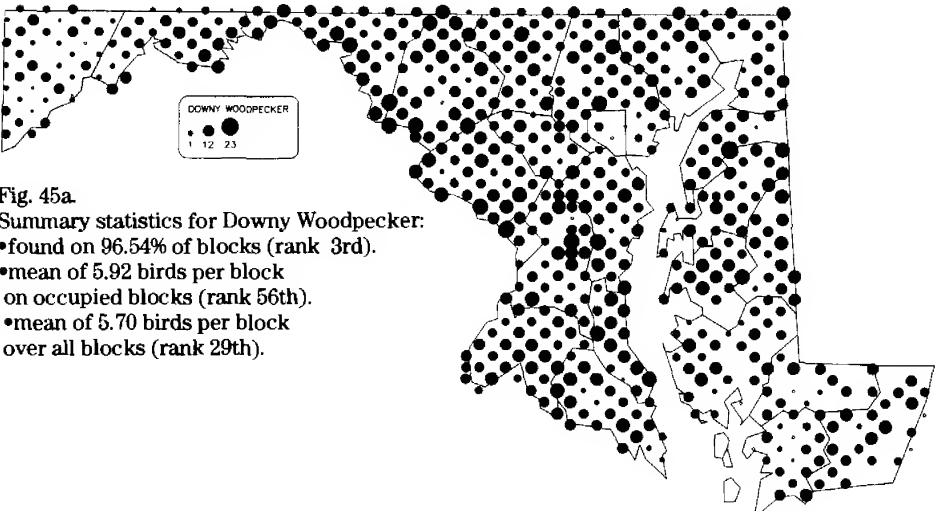 DOWNY WOODPECKER
1 12 23
Fig. 45a.
Summary statistics for Downy Woodpecker:
•found on 96.54% of blocks (rank 3rd).
•mean of 5.92 birds per block
on occupied blocks (rank 56th).
•mean of 5.70 birds per block
over all blocks (rank 29th).